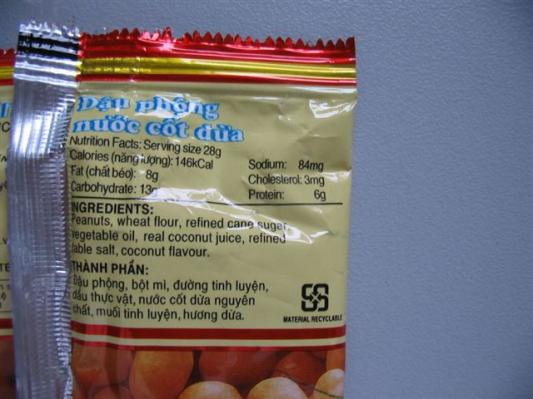 Đậu phộng
nước cốt dừa
Nutrition Facts: Serving size 28g
Calories (năng lượng): 146kCal
Fat (chất béo): 8g
Carbohydrate: 13g
Sodium: 84mg
Cholesterol: 3mg
Protein: 6g
INGREDIENTS:
Peanuts, wheat flour, refined cane sugar,
vegetable oil, real coconut juice, refined
table salt, coconut flavour.
THÀNH PHẦN:
Đậu phộng, bột mì, đường tinh luyện,
dầu thực vật, nước cốt dừa nguyên
chất, muối tinh luyện, hương dừa.
MATERIAL RECYCLABLE